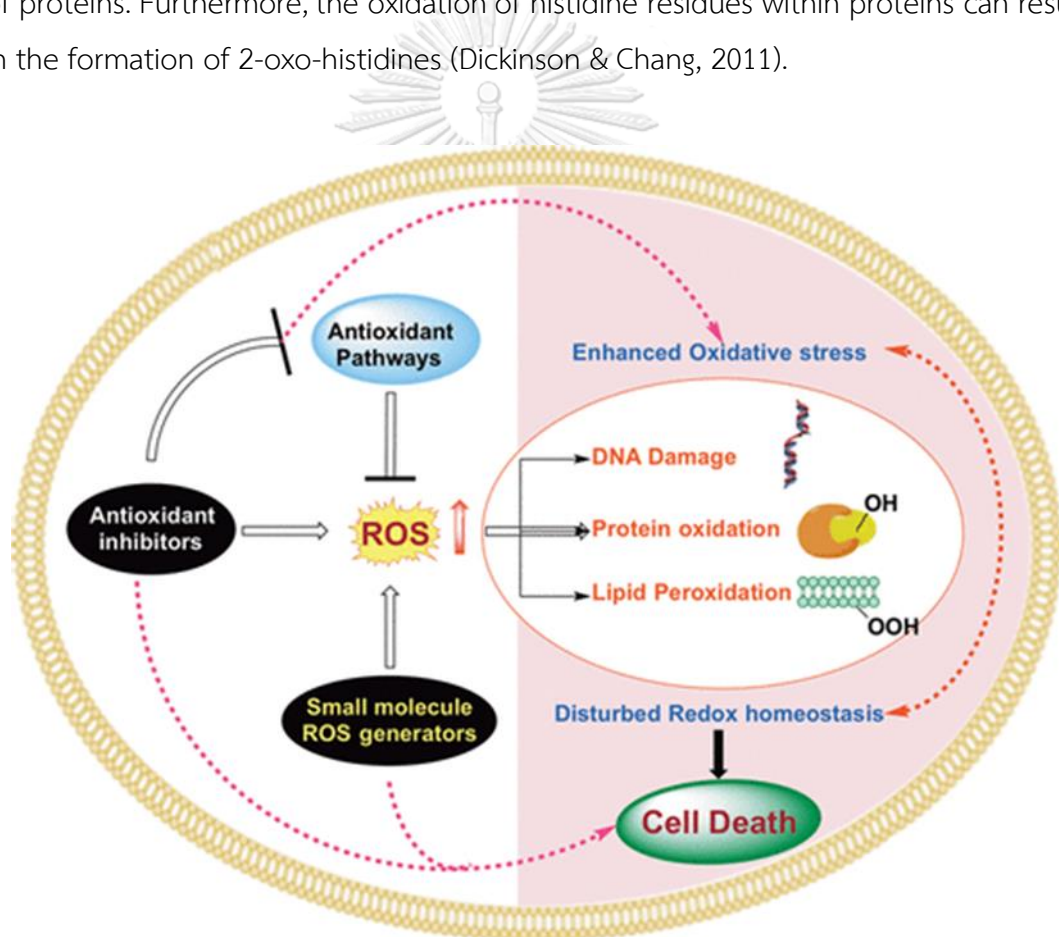 of proteins. Furthermore, the oxidation of histidine residues within proteins can
the formation of 2-oxo-histidines (Dickinson & Chang, 2011).
Antioxidant
Pathways
Enhanced Oxidative stress
DNA Damage
Antioxidant
inhibitors
ROS
Protein oxidation
OH
Lipid Peroxidation
OOH
Small molecule
ROS generators
Disturbed Redox homeostasis
Cell Death